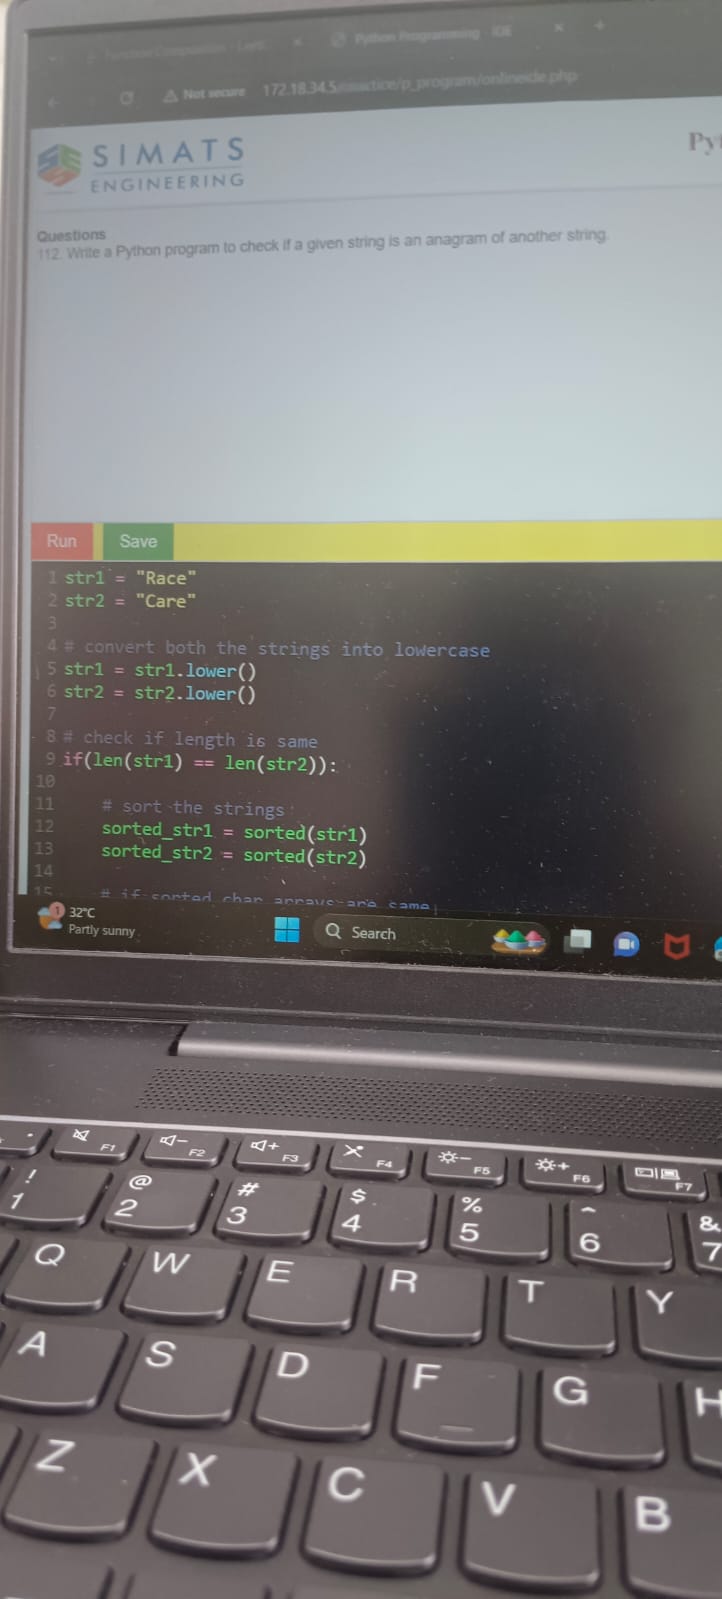 Python Programming - IDE
Not secure 172.18.34.5/practice/p_program/onlineide.php
SIMATS
ENGINEERING
Questions
112. Write a Python program to check if a given string is an anagram of another string.
Run Save
1 str1 = "Race"
2 str2 = "Care"
3
4 # convert both the strings into lowercase
5 str1 = str1.lower()
6 str2 = str2.lower()
7
8 # check if length is same
9 if(len(str1) == len(str2)):
10
11 # sort the strings
12 sorted_str1 = sorted(str1)
13 sorted_str2 = sorted(str2)
14
15 # if sorted char arrays are same
1 32°C
Partly sunny
Search
F1 F2 F3 F4 F5 F6 F7
! @ # $ % ^ &
1 2 3 4 5 6 7
Q W E R T Y
A S D F G H
Z X C V B